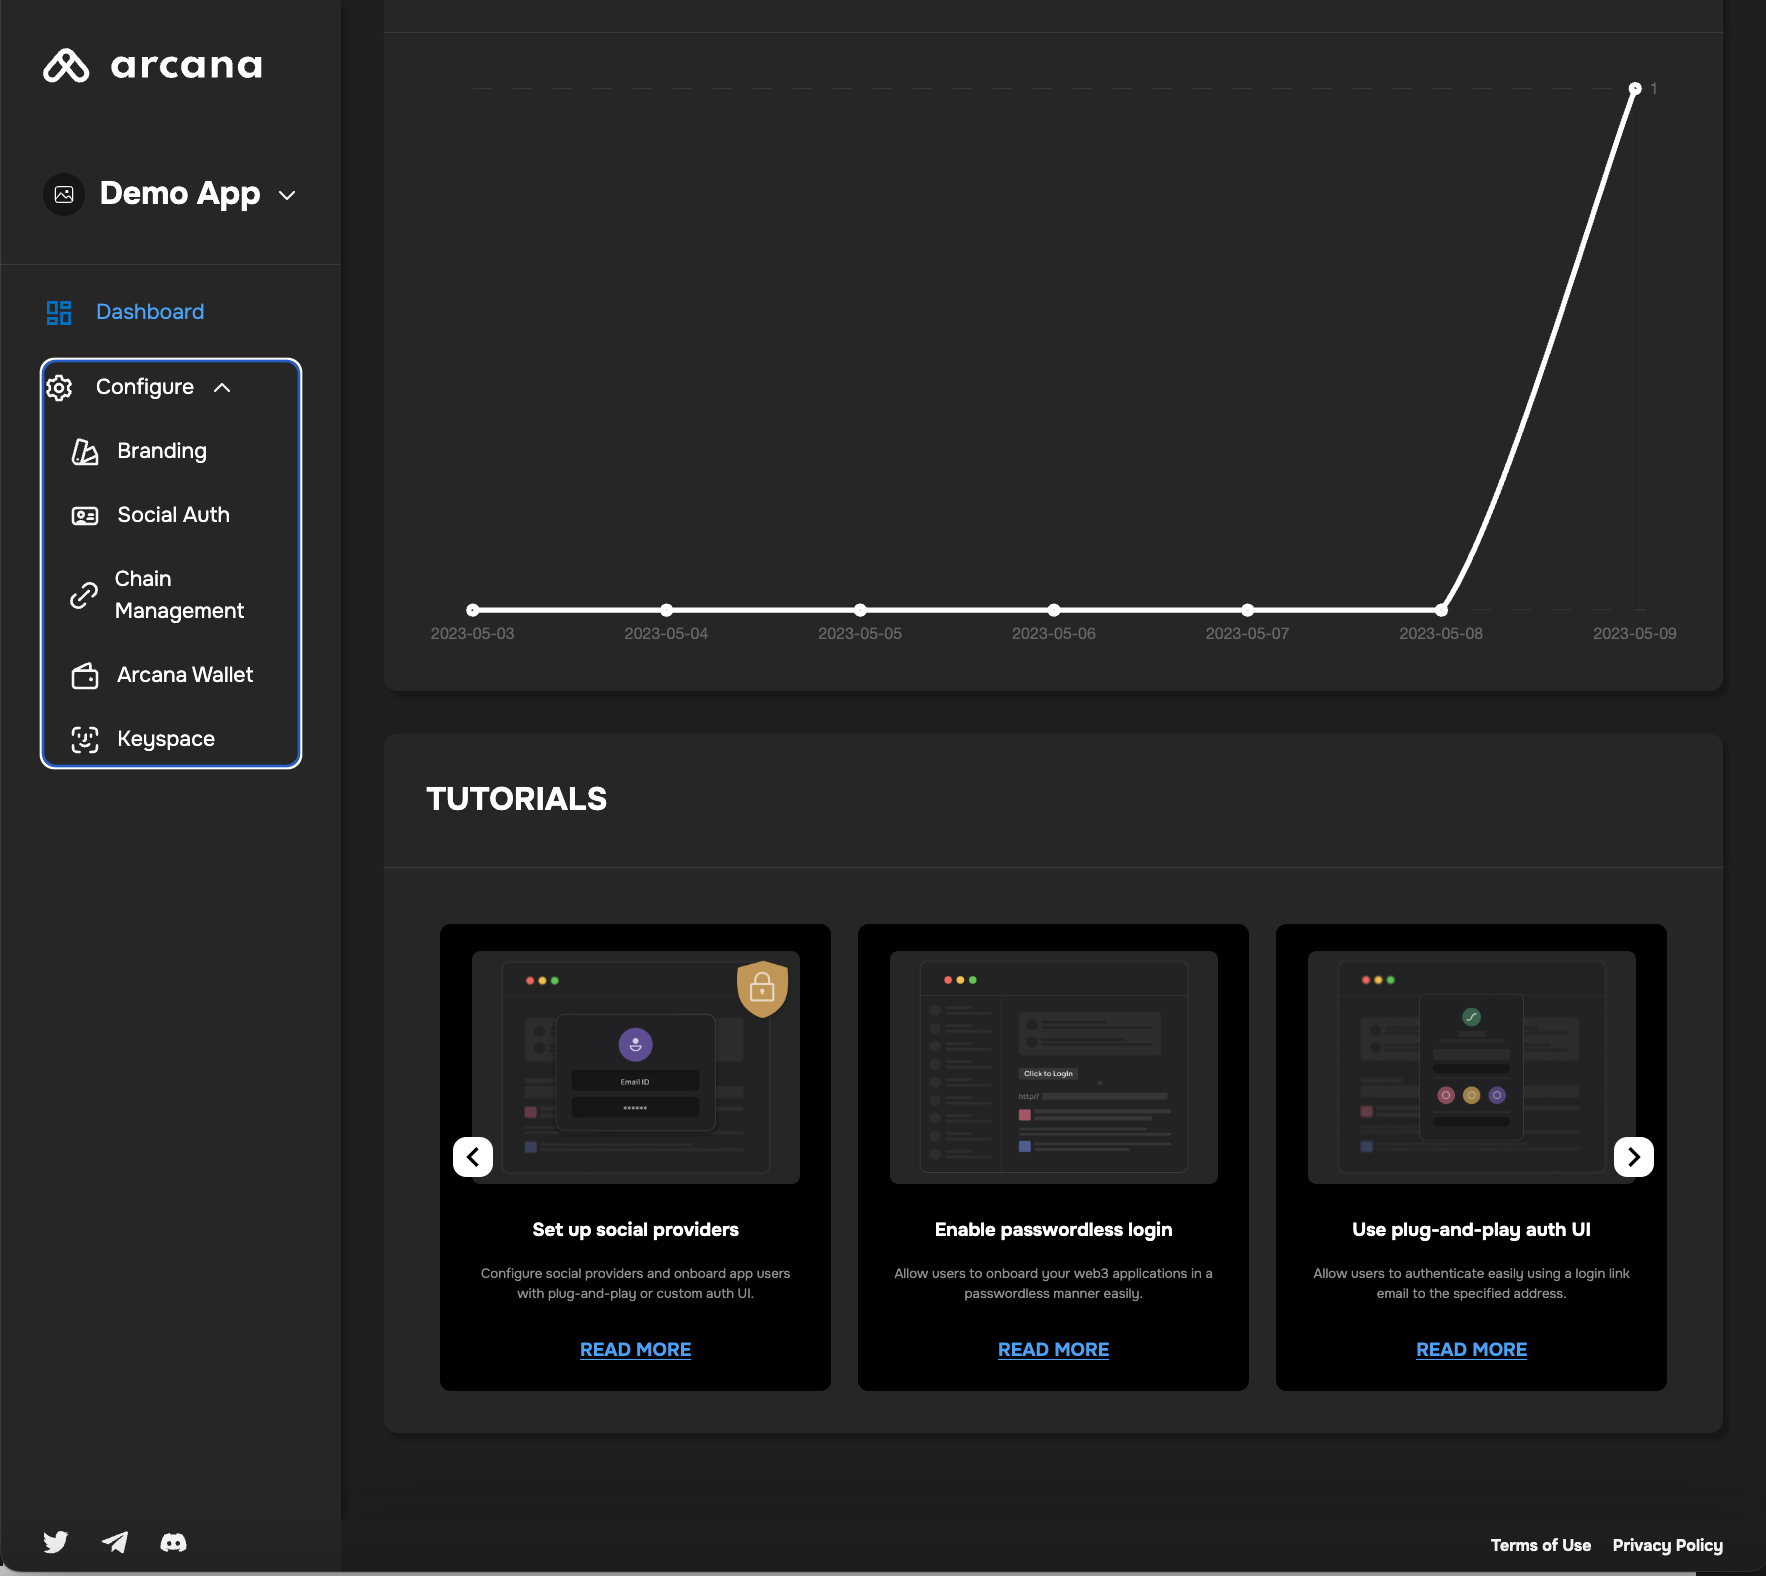 arcana
Demo App
Dashboard
Configure
Branding
Social Auth
Chain
Management
Arcana Wallet
Keyspace
1
2023-05-03 2023-05-04 2023-05-05 2023-05-06 2023-05-07 2023-05-08 2023-05-09
TUTORIALS
Email ID
******
Set up social providers
Configure social providers and onboard app users
with plug-and-play or custom auth UI.
READ MORE
Click to Login
http//
Enable passwordless login
Allow users to onboard your web3 applications in a
passwordless manner easily.
READ MORE
Use plug-and-play auth UI
Allow users to authenticate easily using a login link
email to the specified address.
READ MORE
Terms of Use Privacy Policy